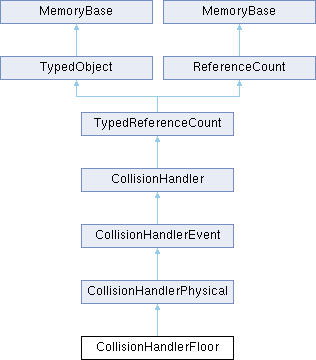 MemoryBase MemoryBase
TypedObject ReferenceCount
TypedReferenceCount
CollisionHandler
CollisionHandlerEvent
CollisionHandlerPhysical
CollisionHandlerFloor